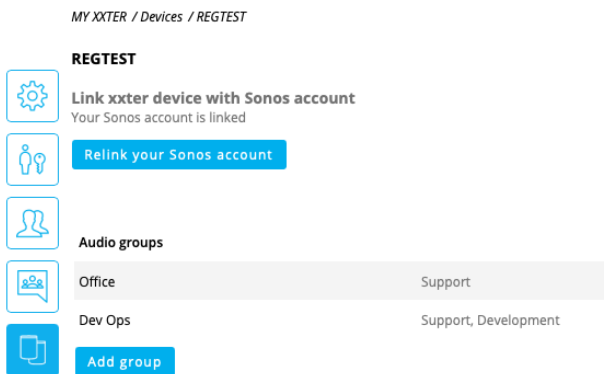 MY XXTER / Devices / REGTEST
REGTEST
Link xxter device with Sonos account
Your Sonos account is linked
Relink your Sonos account
Audio groups
Office Support
Dev Ops Support, Development
Add group